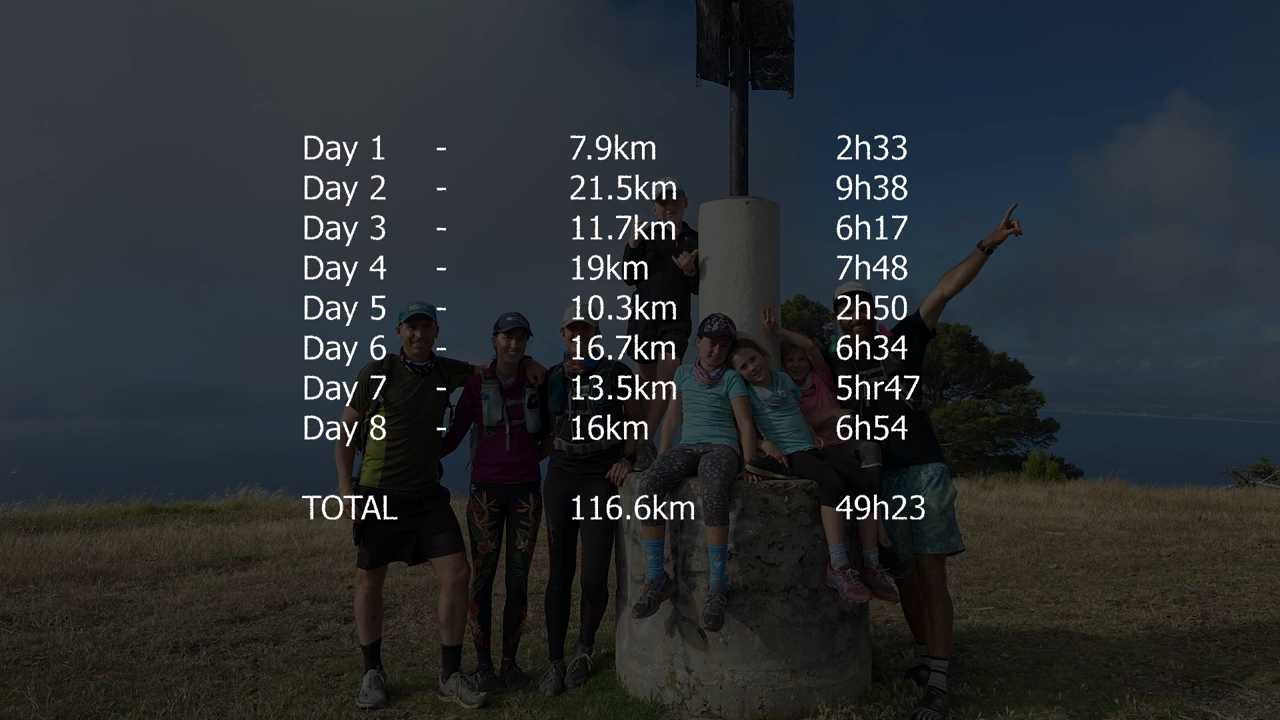 Day 1 - 7.9km 2h33
Day 2 - 21.5km 9h38
Day 3 - 11.7km 6h17
Day 4 - 19km 7h48
Day 5 - 10.3km 2h50
Day 6 - 16.7km 6h34
Day 7 - 13.5km 5hr47
Day 8 - 16km 6h54
TOTAL 116.6km 49h23